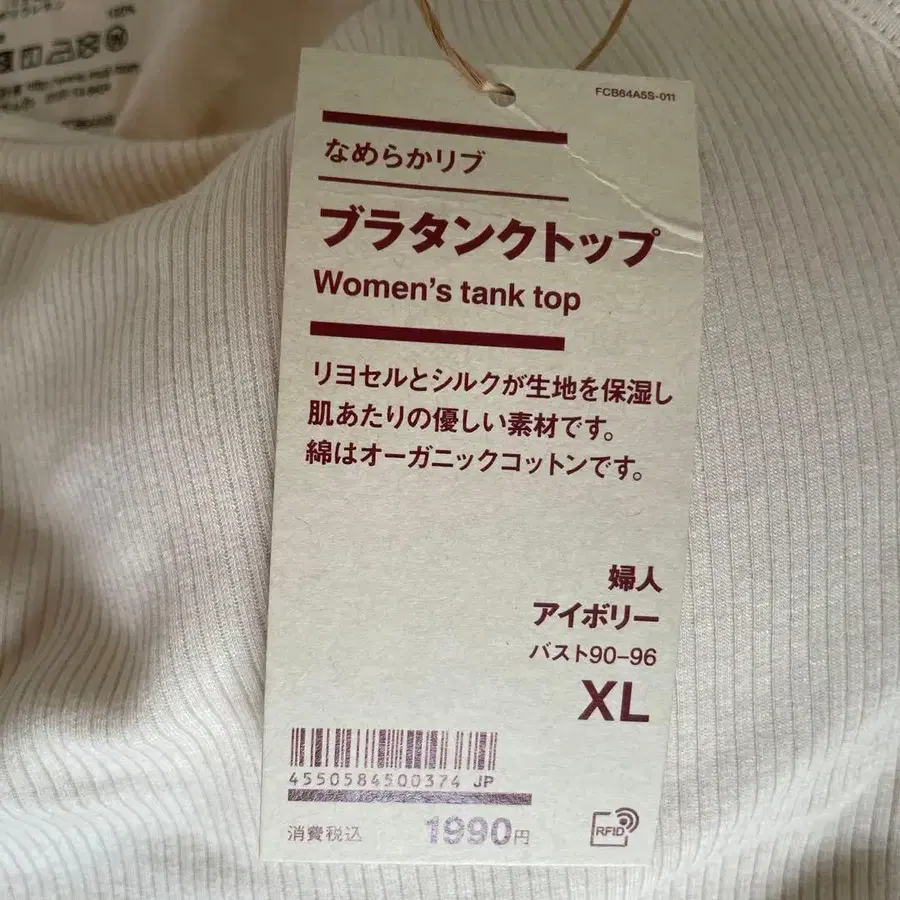 FCB64A5S-011
なめらかリブ
ブラタンクトップ
Women's tank top
リヨセルとシルクが生地を保湿し
肌あたりの優しい素材です。
綿はオーガニックコットンです。
婦人
アイボリー
バスト90-96
XL
4550584500374 JP
消費税込 1990円
RFID